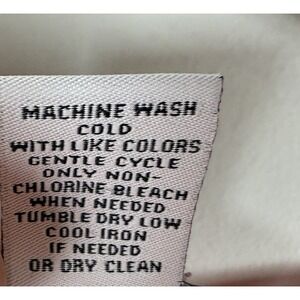 MACHINE WASH
COLD
WITH LIKE COLORS
GENTLE CYCLE
ONLY NON-
CHLORINE BLEACH
WHEN NEEDED
TUMBLE DRY LOW
COOL IRON
IF NEEDED
OR DRY CLEAN